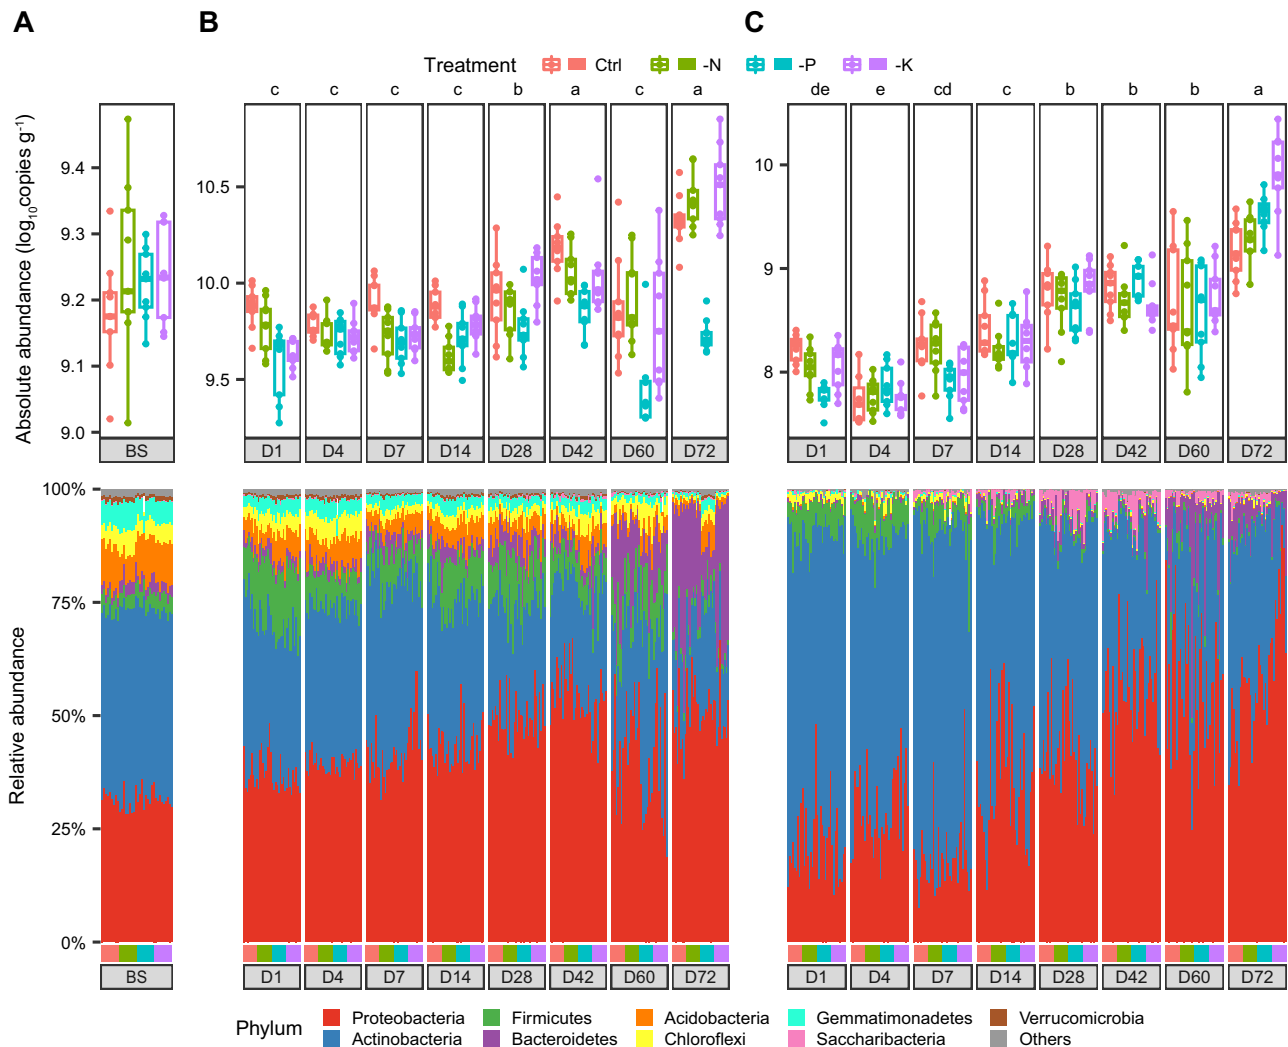 A B C
Treatment Ctrl -N -P -K
c c c c b a c a
de e cd c b b b a
Absolute abundance (log₁₀copies g⁻¹)
9.4
9.3
9.2
9.1
9.0
10.5
10.0
9.5
10
9
8
BS D1 D4 D7 D14 D28 D42 D60 D72 D1 D4 D7 D14 D28 D42 D60 D72
Relative abundance
100%
75%
50%
25%
0%
BS D1 D4 D7 D14 D28 D42 D60 D72 D1 D4 D7 D14 D28 D42 D60 D72
Phylum
Proteobacteria Firmicutes Acidobacteria Gemmatimonadetes Verrucomicrobia
Actinobacteria Bacteroidetes Chloroflexi Saccharibacteria Others